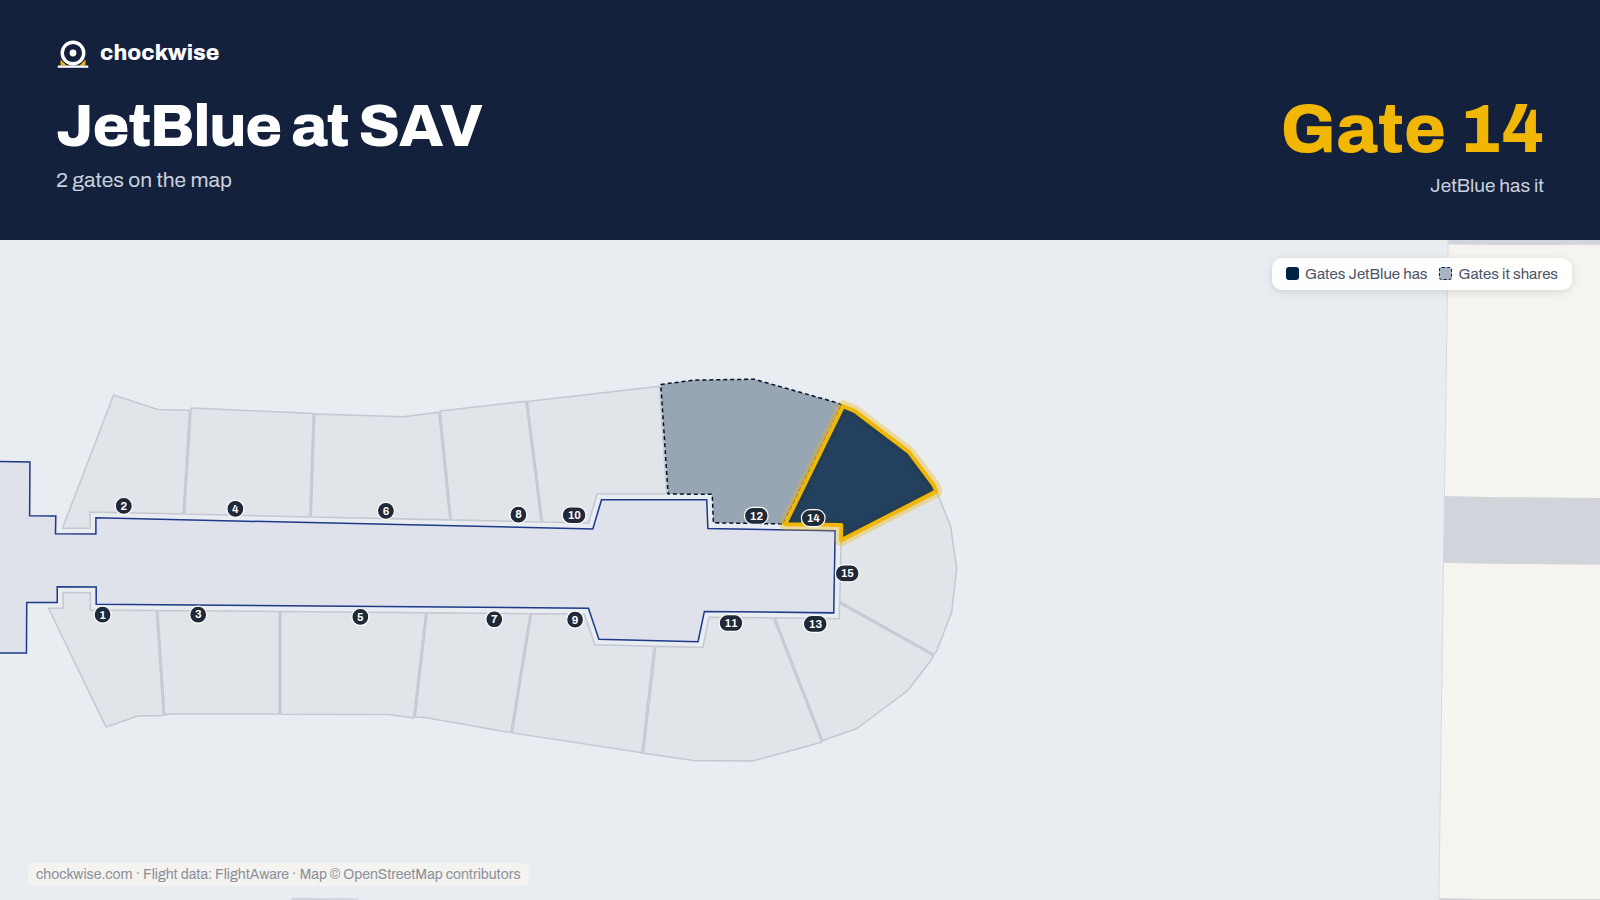 chockwise
JetBlue at SAV
2 gates on the map
Gate 14
JetBlue has it
Gates JetBlue has
Gates it shares
2
4
6
8
10
12
14
15
1
3
5
7
9
11
13
chockwise.com · Flight data: FlightAware · Map © OpenStreetMap contributors